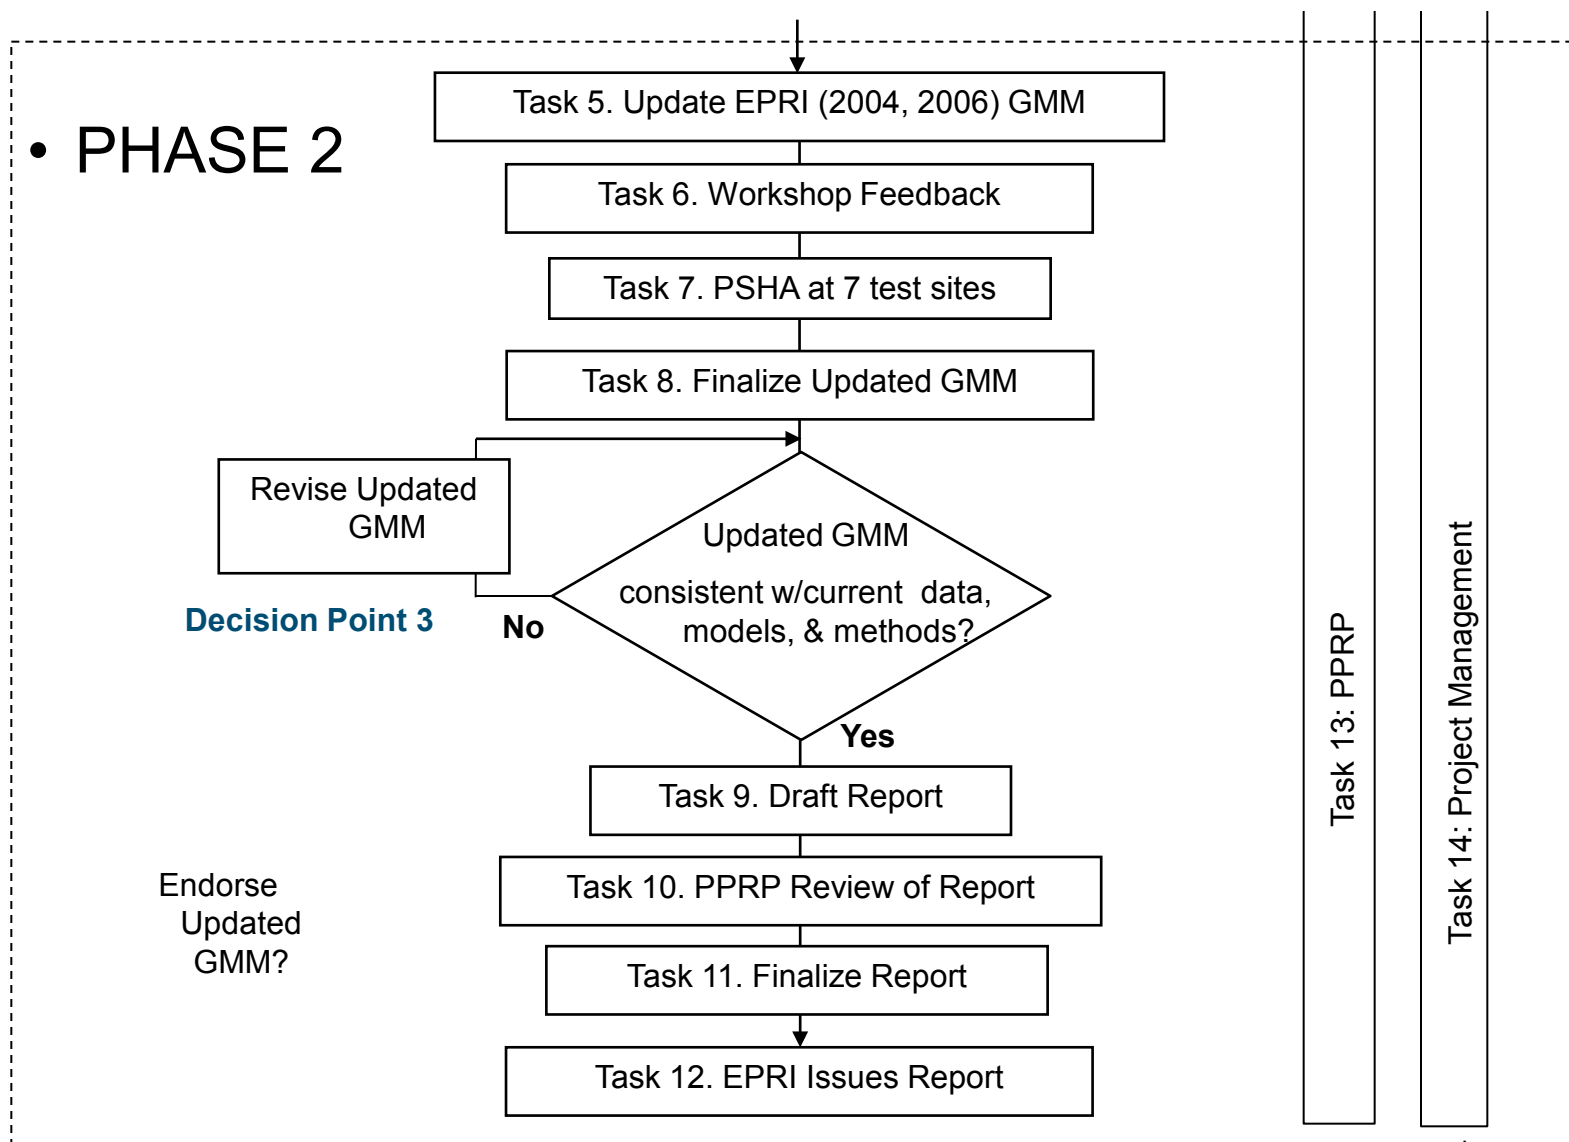 • PHASE 2
Task 5. Update EPRI (2004, 2006) GMM
Task 6. Workshop Feedback
Task 7. PSHA at 7 test sites
Task 8. Finalize Updated GMM
Revise Updated
GMM
Updated GMM
consistent w/current data,
models, & methods?
Decision Point 3
No
Yes
Task 9. Draft Report
Task 10. PPRP Review of Report
Endorse
Updated
GMM?
Task 11. Finalize Report
Task 12. EPRI Issues Report
Task 13: PPRP
Task 14: Project Management